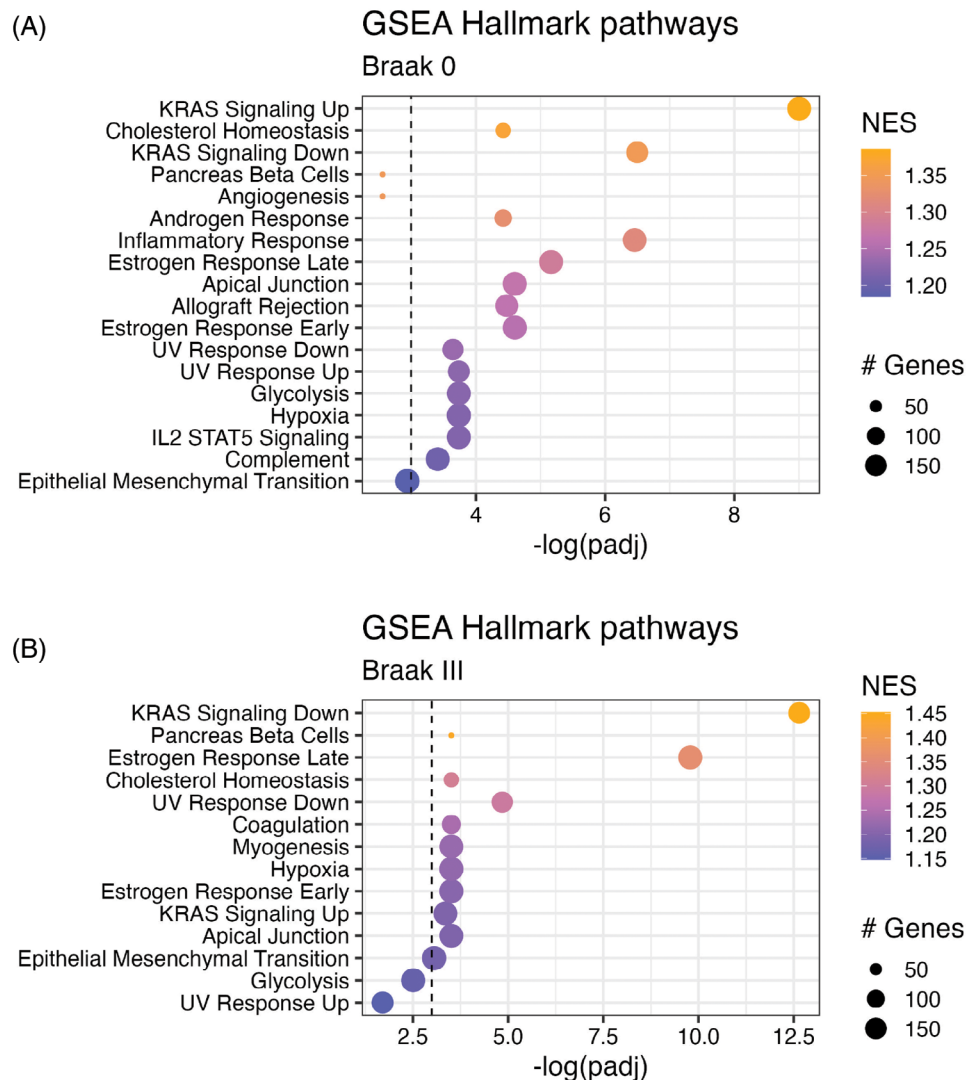 (A)
GSEA Hallmark pathways
Braak 0
KRAS Signaling Up
Cholesterol Homeostasis
KRAS Signaling Down
Pancreas Beta Cells
Angiogenesis
Androgen Response
Inflammatory Response
Estrogen Response Late
Apical Junction
Allograft Rejection
Estrogen Response Early
UV Response Down
UV Response Up
Glycolysis
Hypoxia
IL2 STAT5 Signaling
Complement
Epithelial Mesenchymal Transition
4 6 8
-log(padj)
NES
1.35
1.30
1.25
1.20
# Genes
50
100
150
(B)
GSEA Hallmark pathways
Braak III
KRAS Signaling Down
Pancreas Beta Cells
Estrogen Response Late
Cholesterol Homeostasis
UV Response Down
Coagulation
Myogenesis
Hypoxia
Estrogen Response Early
KRAS Signaling Up
Apical Junction
Epithelial Mesenchymal Transition
Glycolysis
UV Response Up
2.5 5.0 7.5 10.0 12.5
-log(padj)
NES
1.45
1.40
1.35
1.30
1.25
1.20
1.15
# Genes
50
100
150